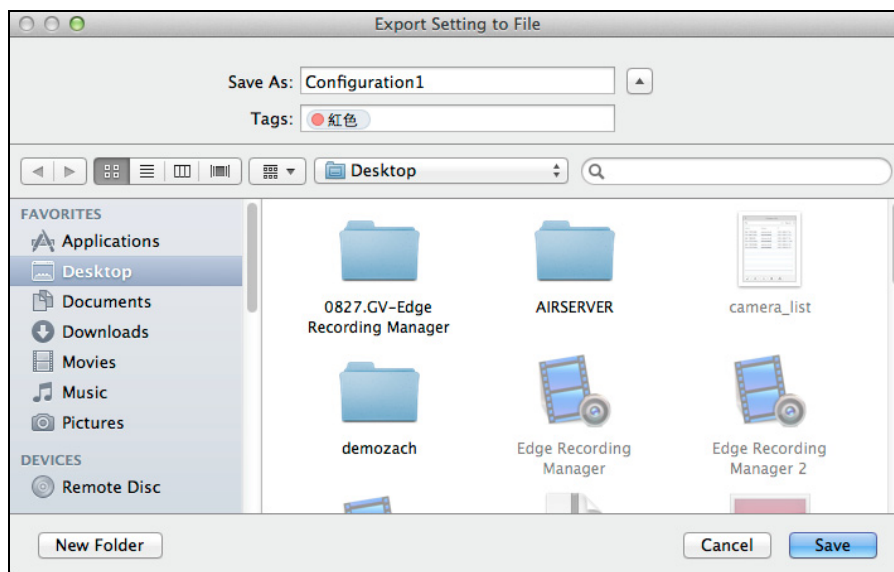 Export Setting to File
Save As: Configuration1
Tags: 紅色
Desktop
FAVORITES
Applications
Desktop
Documents
Downloads
Movies
Music
Pictures
DEVICES
Remote Disc
0827.GV-Edge
Recording Manager
AIRSERVER
camera_list
demozach
Edge Recording
Manager
Edge Recording
Manager 2
New Folder
Cancel
Save